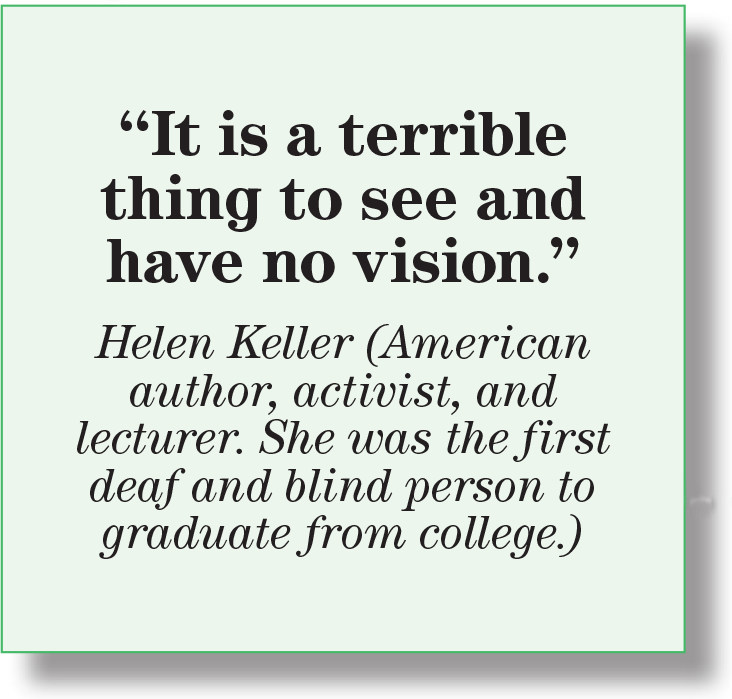 “It is a terrible
thing to see and
have no vision.”
Helen Keller (American
author, activist, and
lecturer. She was the first
deaf and blind person to
graduate from college.)